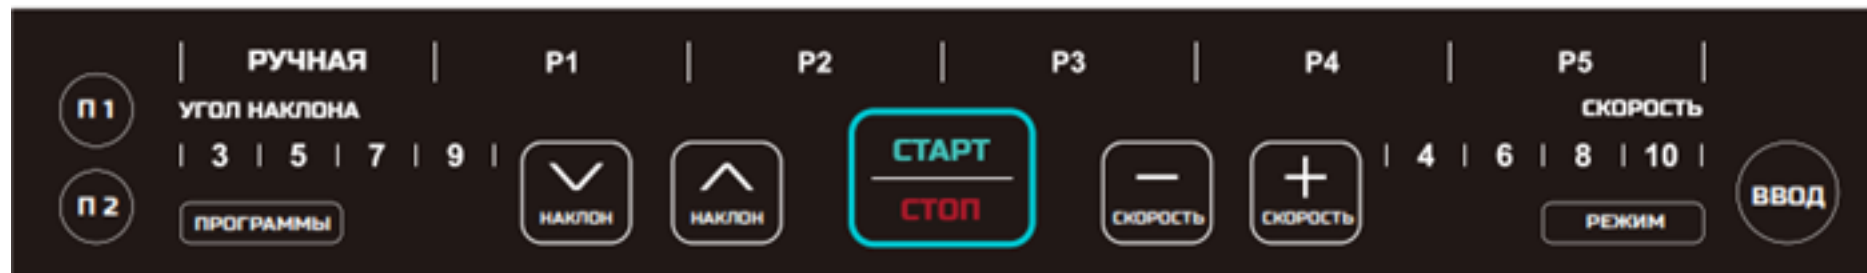 РУЧНАЯ P1 P2 P3 P4 P5
П 1
УГОЛ НАКЛОНА
СКОРОСТЬ
3 5 7 9
НАКЛОН
НАКЛОН
СТАРТ
СТОП
СКОРОСТЬ
СКОРОСТЬ
4 6 8 10
П 2
ПРОГРАММЫ
РЕЖИМ
ВВОД